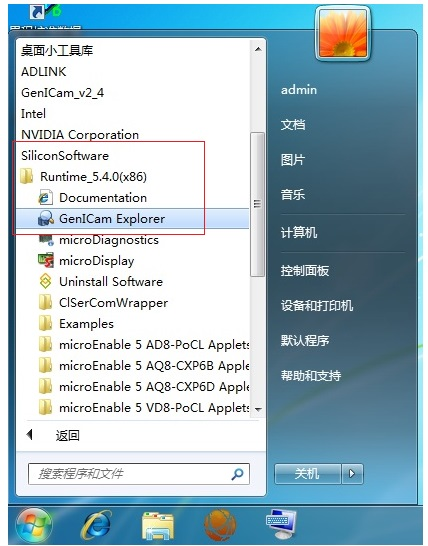 桌面小工具库
ADLINK
GenICam_v2_4
Intel
NVIDIA Corporation
SiliconSoftware
Runtime_5.4.0(x86)
Documentation
GenICam Explorer
microDiagnostics
microDisplay
Uninstall Software
ClSerComWrapper
Examples
microEnable 5 AD8-PoCL Applets
microEnable 5 AQ8-CXP6B Apple
microEnable 5 AQ8-CXP6D Apple
microEnable 5 VD8-PoCL Applets
返回
搜索程序和文件
admin
文档
图片
音乐
计算机
控制面板
设备和打印机
默认程序
帮助和支持
关机